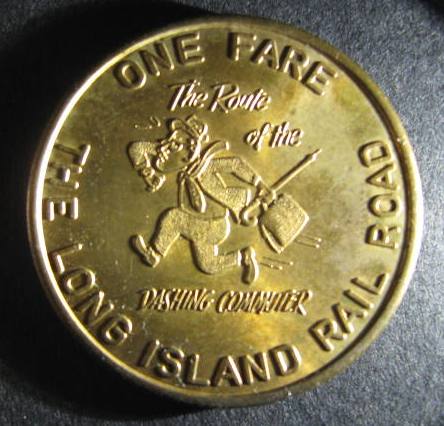 ONE FARE
The Route
of the
DASHING COMMUTER
THE LONG ISLAND RAIL ROAD